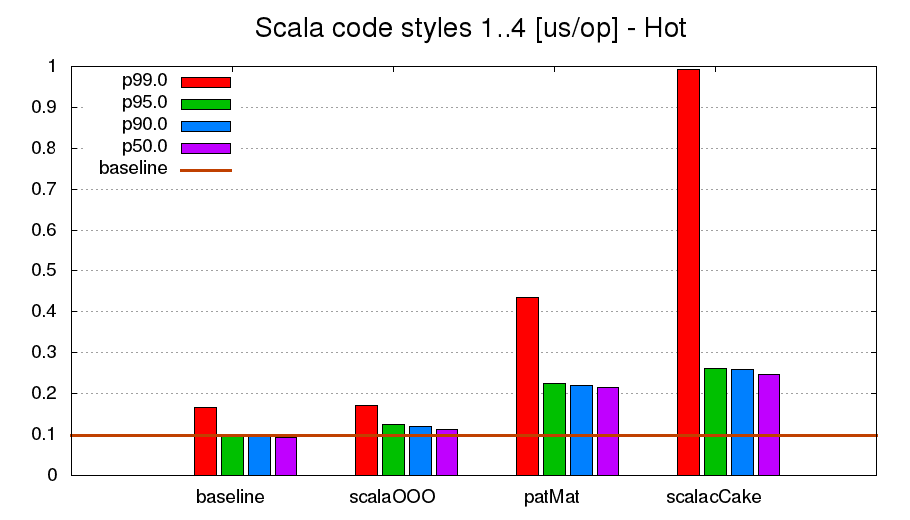 Scala code styles 1..4 [us/op] - Hot
1
0.9
0.8
0.7
0.6
0.5
0.4
0.3
0.2
0.1
0
p99.0
p95.0
p90.0
p50.0
baseline
baseline scalaOOO patMat scalacCake